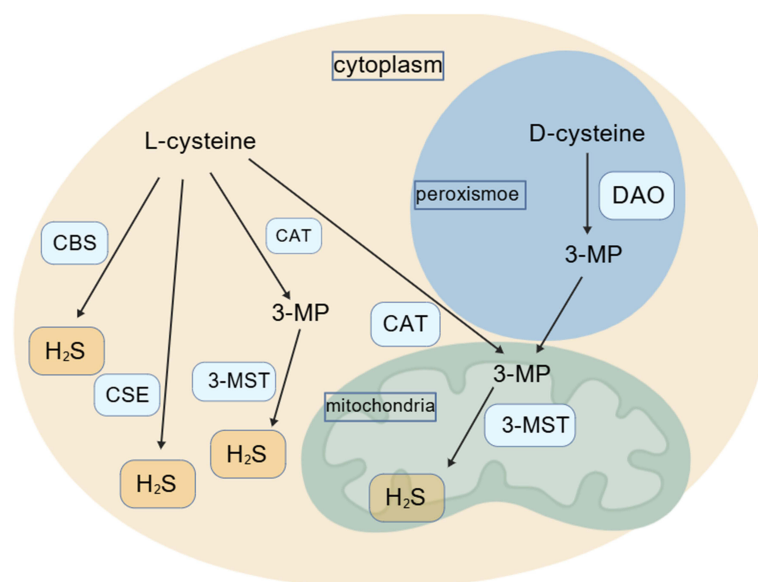 cytoplasm
L-cysteine
D-cysteine
peroxismoe
DAO
CBS
CAT
3-MP
3-MP
CAT
H₂S
CSE
3-MST
3-MP
mitochondria
3-MST
H₂S
H₂S
H₂S